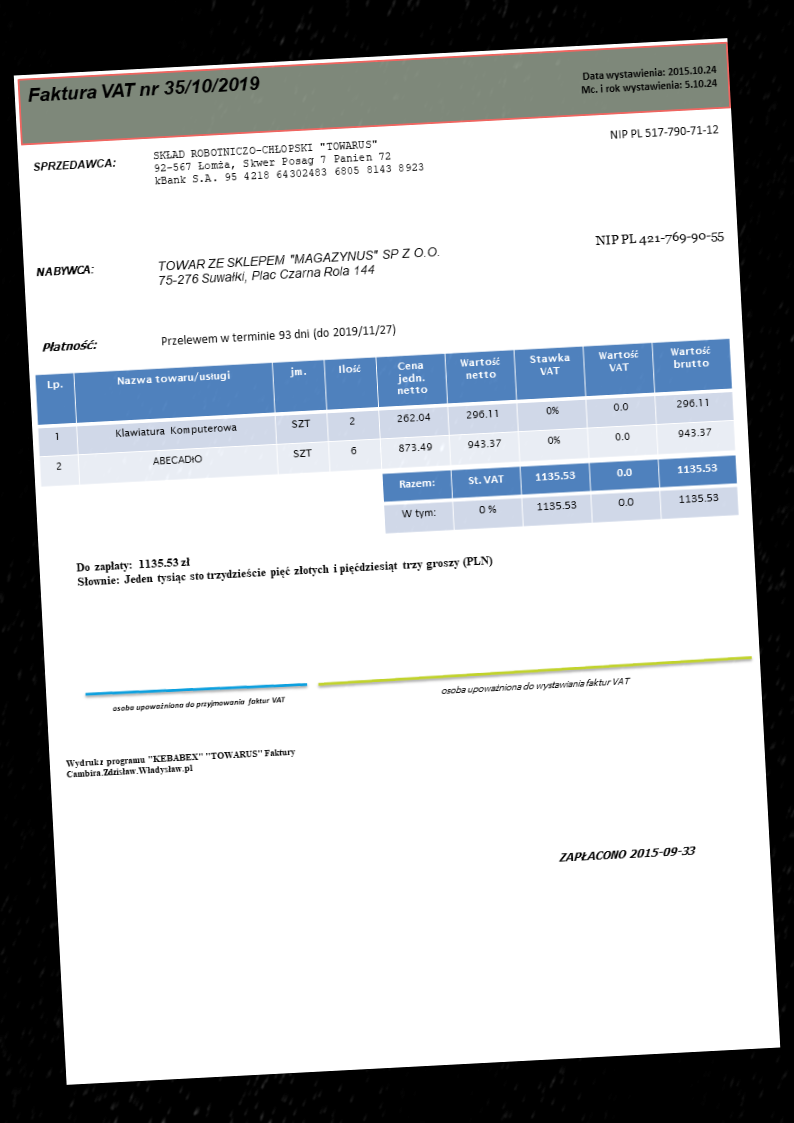 Faktura VAT nr 35/10/2019
Data wystawienia: 2015.10.24
Mc. i rok wystawienia: 5.10.24
SPRZEDAWCA:
SKŁAD ROBOTNICZO-CHŁOPSKI "TOWARUS"
92-567 Łomża, Skwer Posag 7 Panien 72
kBank S.A. 95 4218 64302483 6805 8143 8923
NIP PL 517-790-71-12
NABYWCA:
TOWAR ZE SKLEPEM "MAGAZYNUS" SP Z O.O.
75-276 Suwałki, Plac Czarna Rola 144
NIP PL 421-769-90-55
Płatność:
Przelewem w terminie 93 dni (do 2019/11/27)
Lp. Nazwa towaru/usługi jm. Ilość Cena jedn. netto Wartość netto Stawka VAT Wartość VAT Wartość brutto
1 Klawiatura Komputerowa SZT 2 262.04 296.11 0% 0.0 296.11
2 ABECADłO SZT 6 873.49 943.37 0% 0.0 943.37
Razem: St. VAT 1135.53 0.0 1135.53
W tym: 0 % 1135.53 0.0 1135.53
Do zapłaty: 1135.53 zł
Słownie: Jeden tysiąc sto trzydzieście pięć złotych i pięćdziesiąt trzy groszy (PLN)
osoba upoważniona do przyjmowania faktur VAT
osoba upoważniona do wystawiania faktur VAT
Wydruk z programu "KEBABEX" "TOWARUS" Faktury
Cambira.Zdzisław.Władysław.pl
ZAPŁACONO 2015-09-33